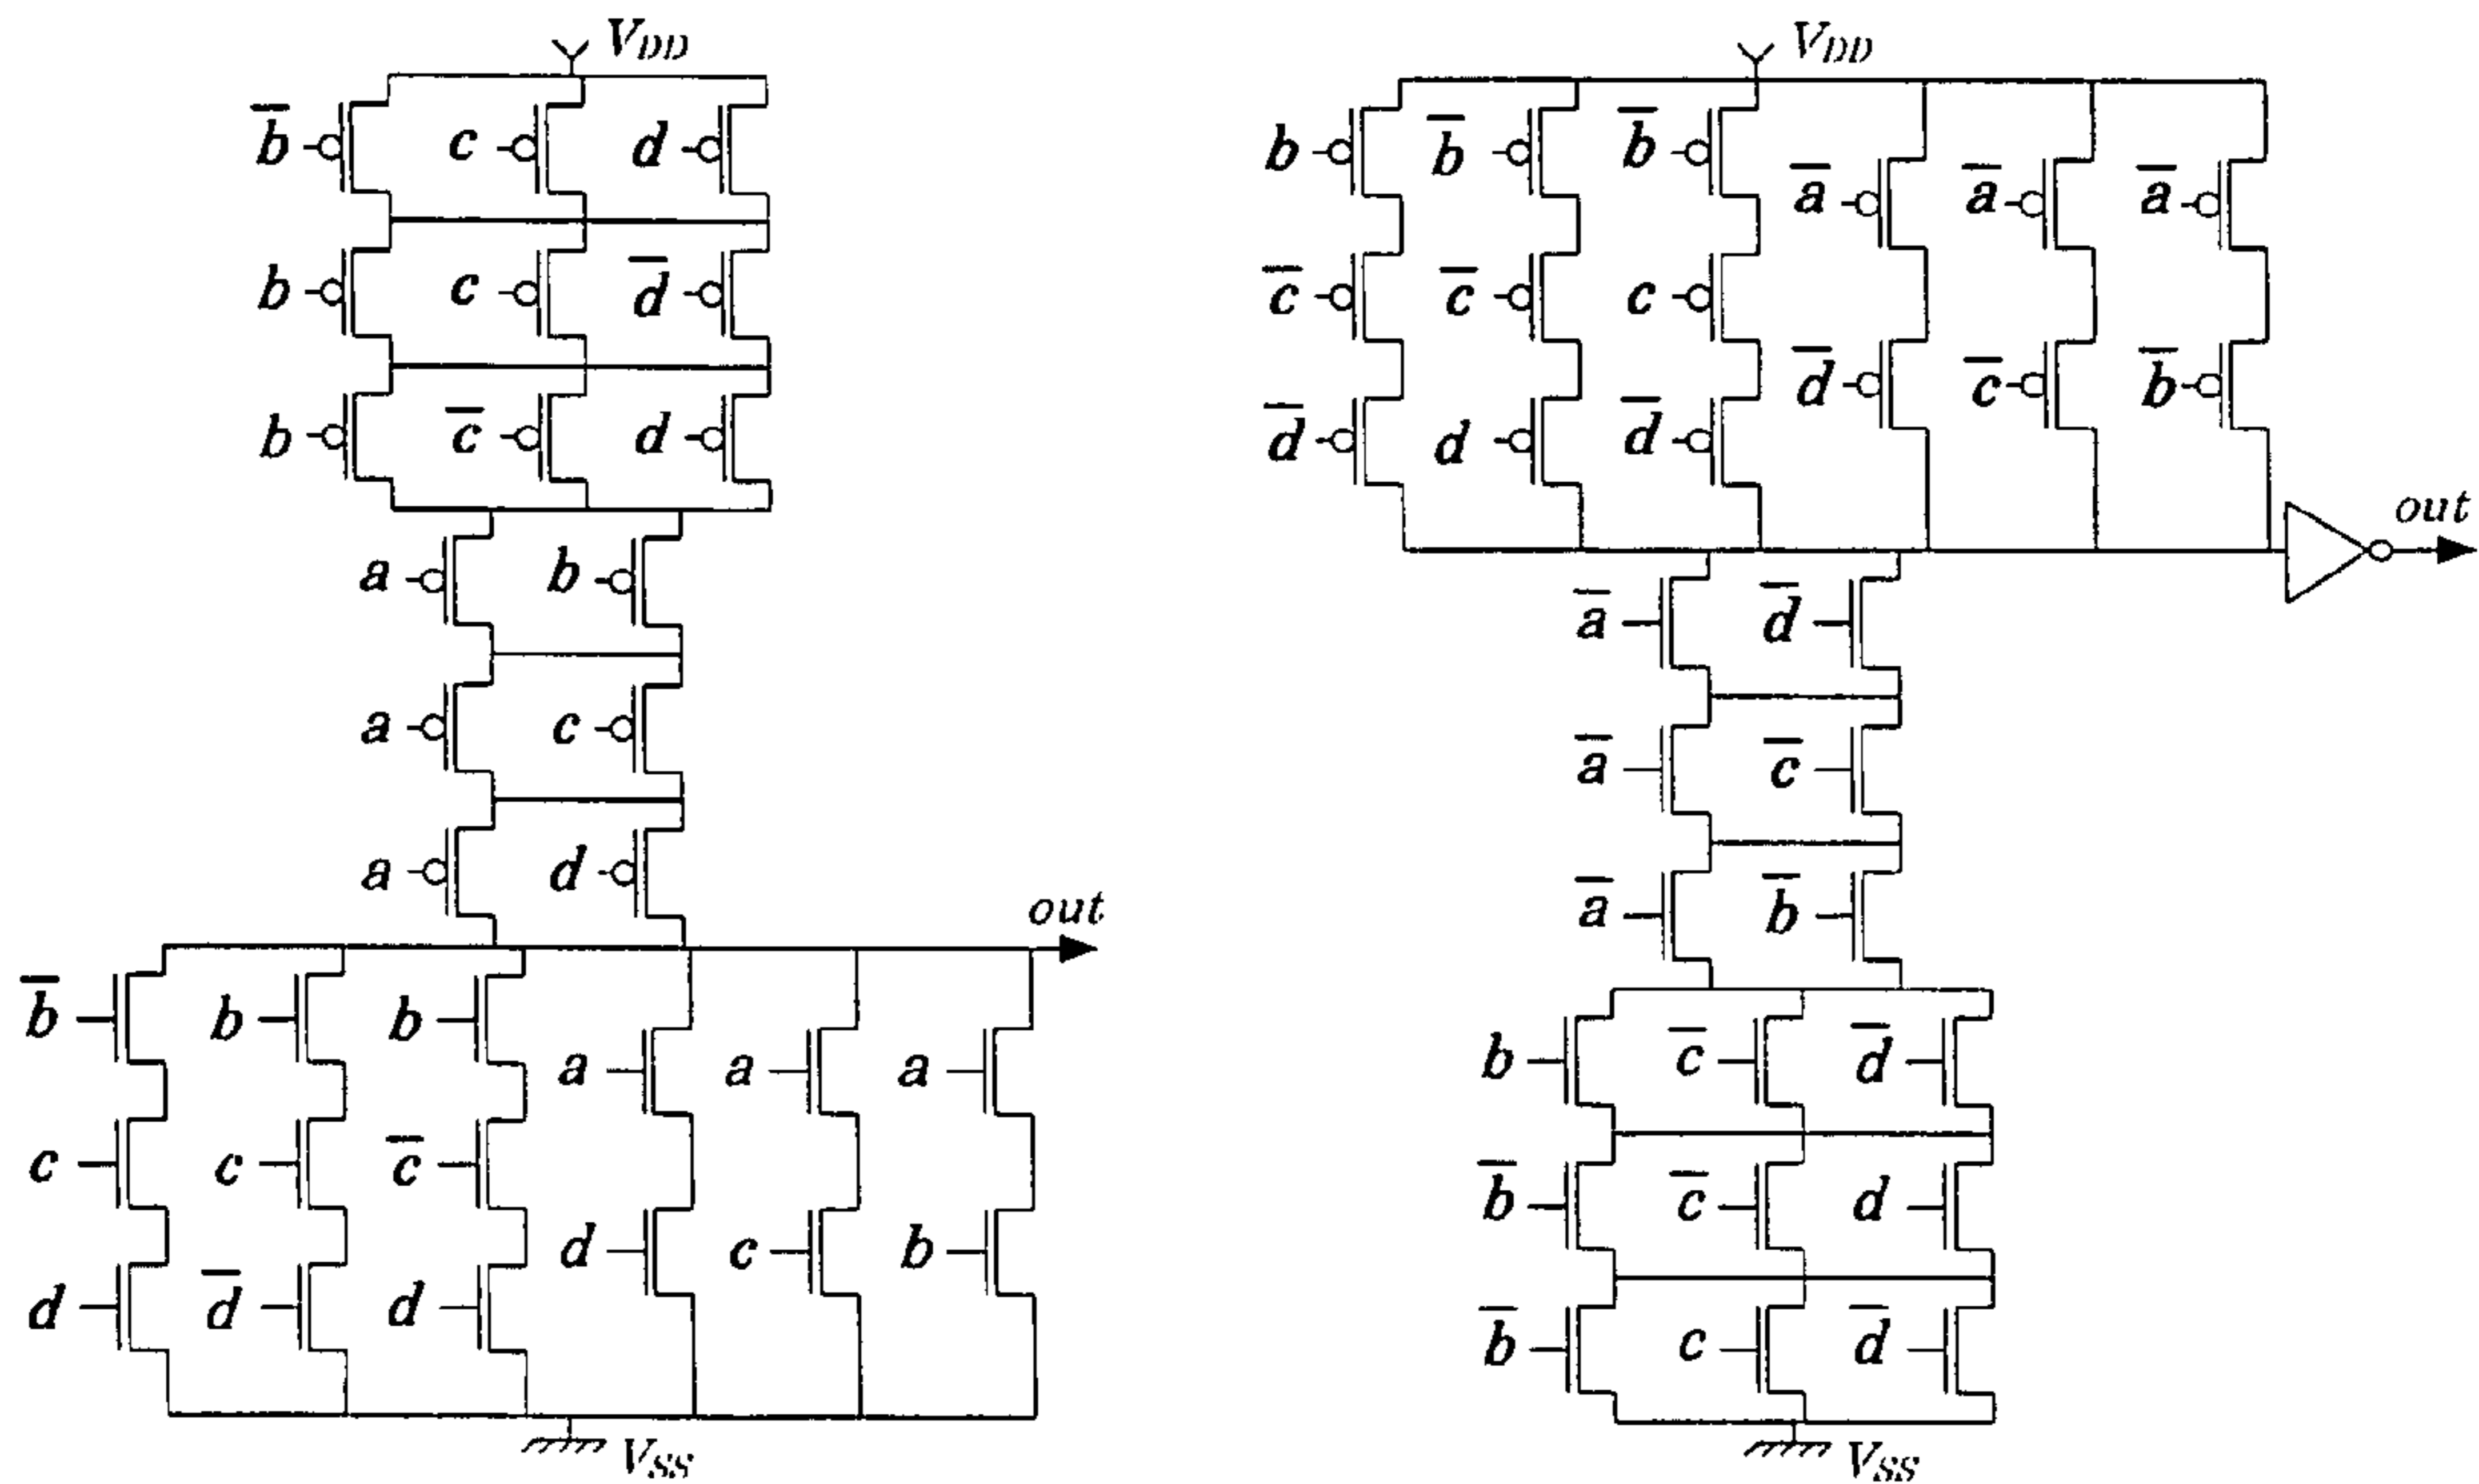 V_DD
b̅ c d
b c d̅
b c̅ d
a b
a c
a d
out
b̅ b b a a a
c c c̅ d c b
d d̅ d
V_SS
V_DD
b b̅ b̅ a̅ a̅ a̅
c̅ c̅ c d̅ c̅ b̅
d̅ d d̅
out
a̅ d̅
a̅ c̅
a̅ b̅
b c̅ d̅
b̅ c̅ d
b̅ c d̅
V_SS